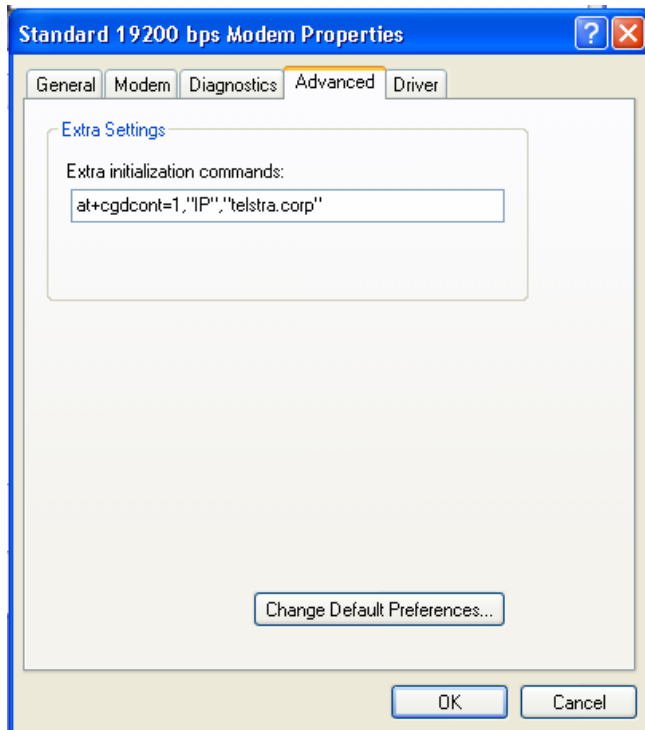 Standard 19200 bps Modem Properties
General Modem Diagnostics Advanced Driver
Extra Settings
Extra initialization commands:
at+cgdcont=1,"IP","telstra.corp"
Change Default Preferences...
OK Cancel